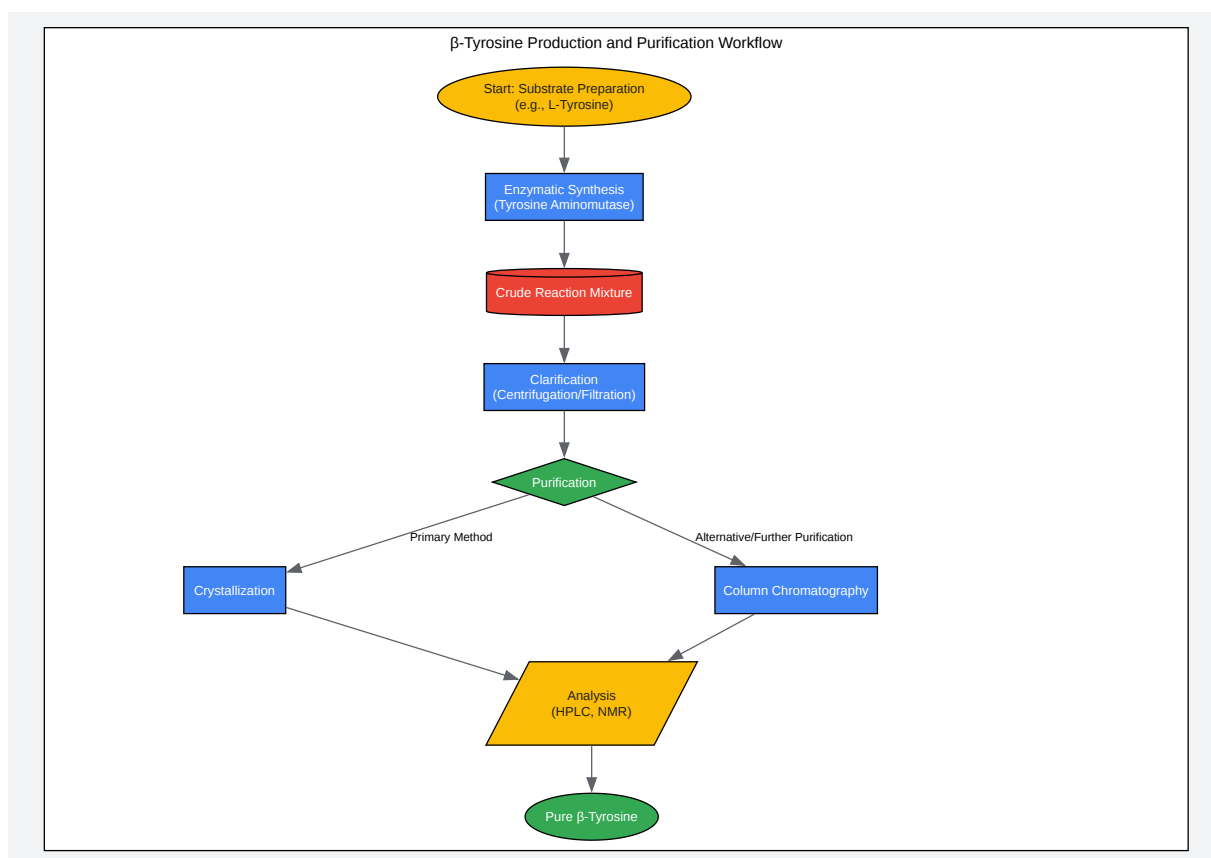 β-Tyrosine Production and Purification Workflow
Start: Substrate Preparation
(e.g., L-Tyrosine)
Enzymatic Synthesis
(Tyrosine Aminomutase)
Crude Reaction Mixture
Clarification
(Centrifugation/Filtration)
Purification
Primary Method
Alternative/Further Purification
Crystallization
Column Chromatography
Analysis
(HPLC, NMR)
Pure β-Tyrosine